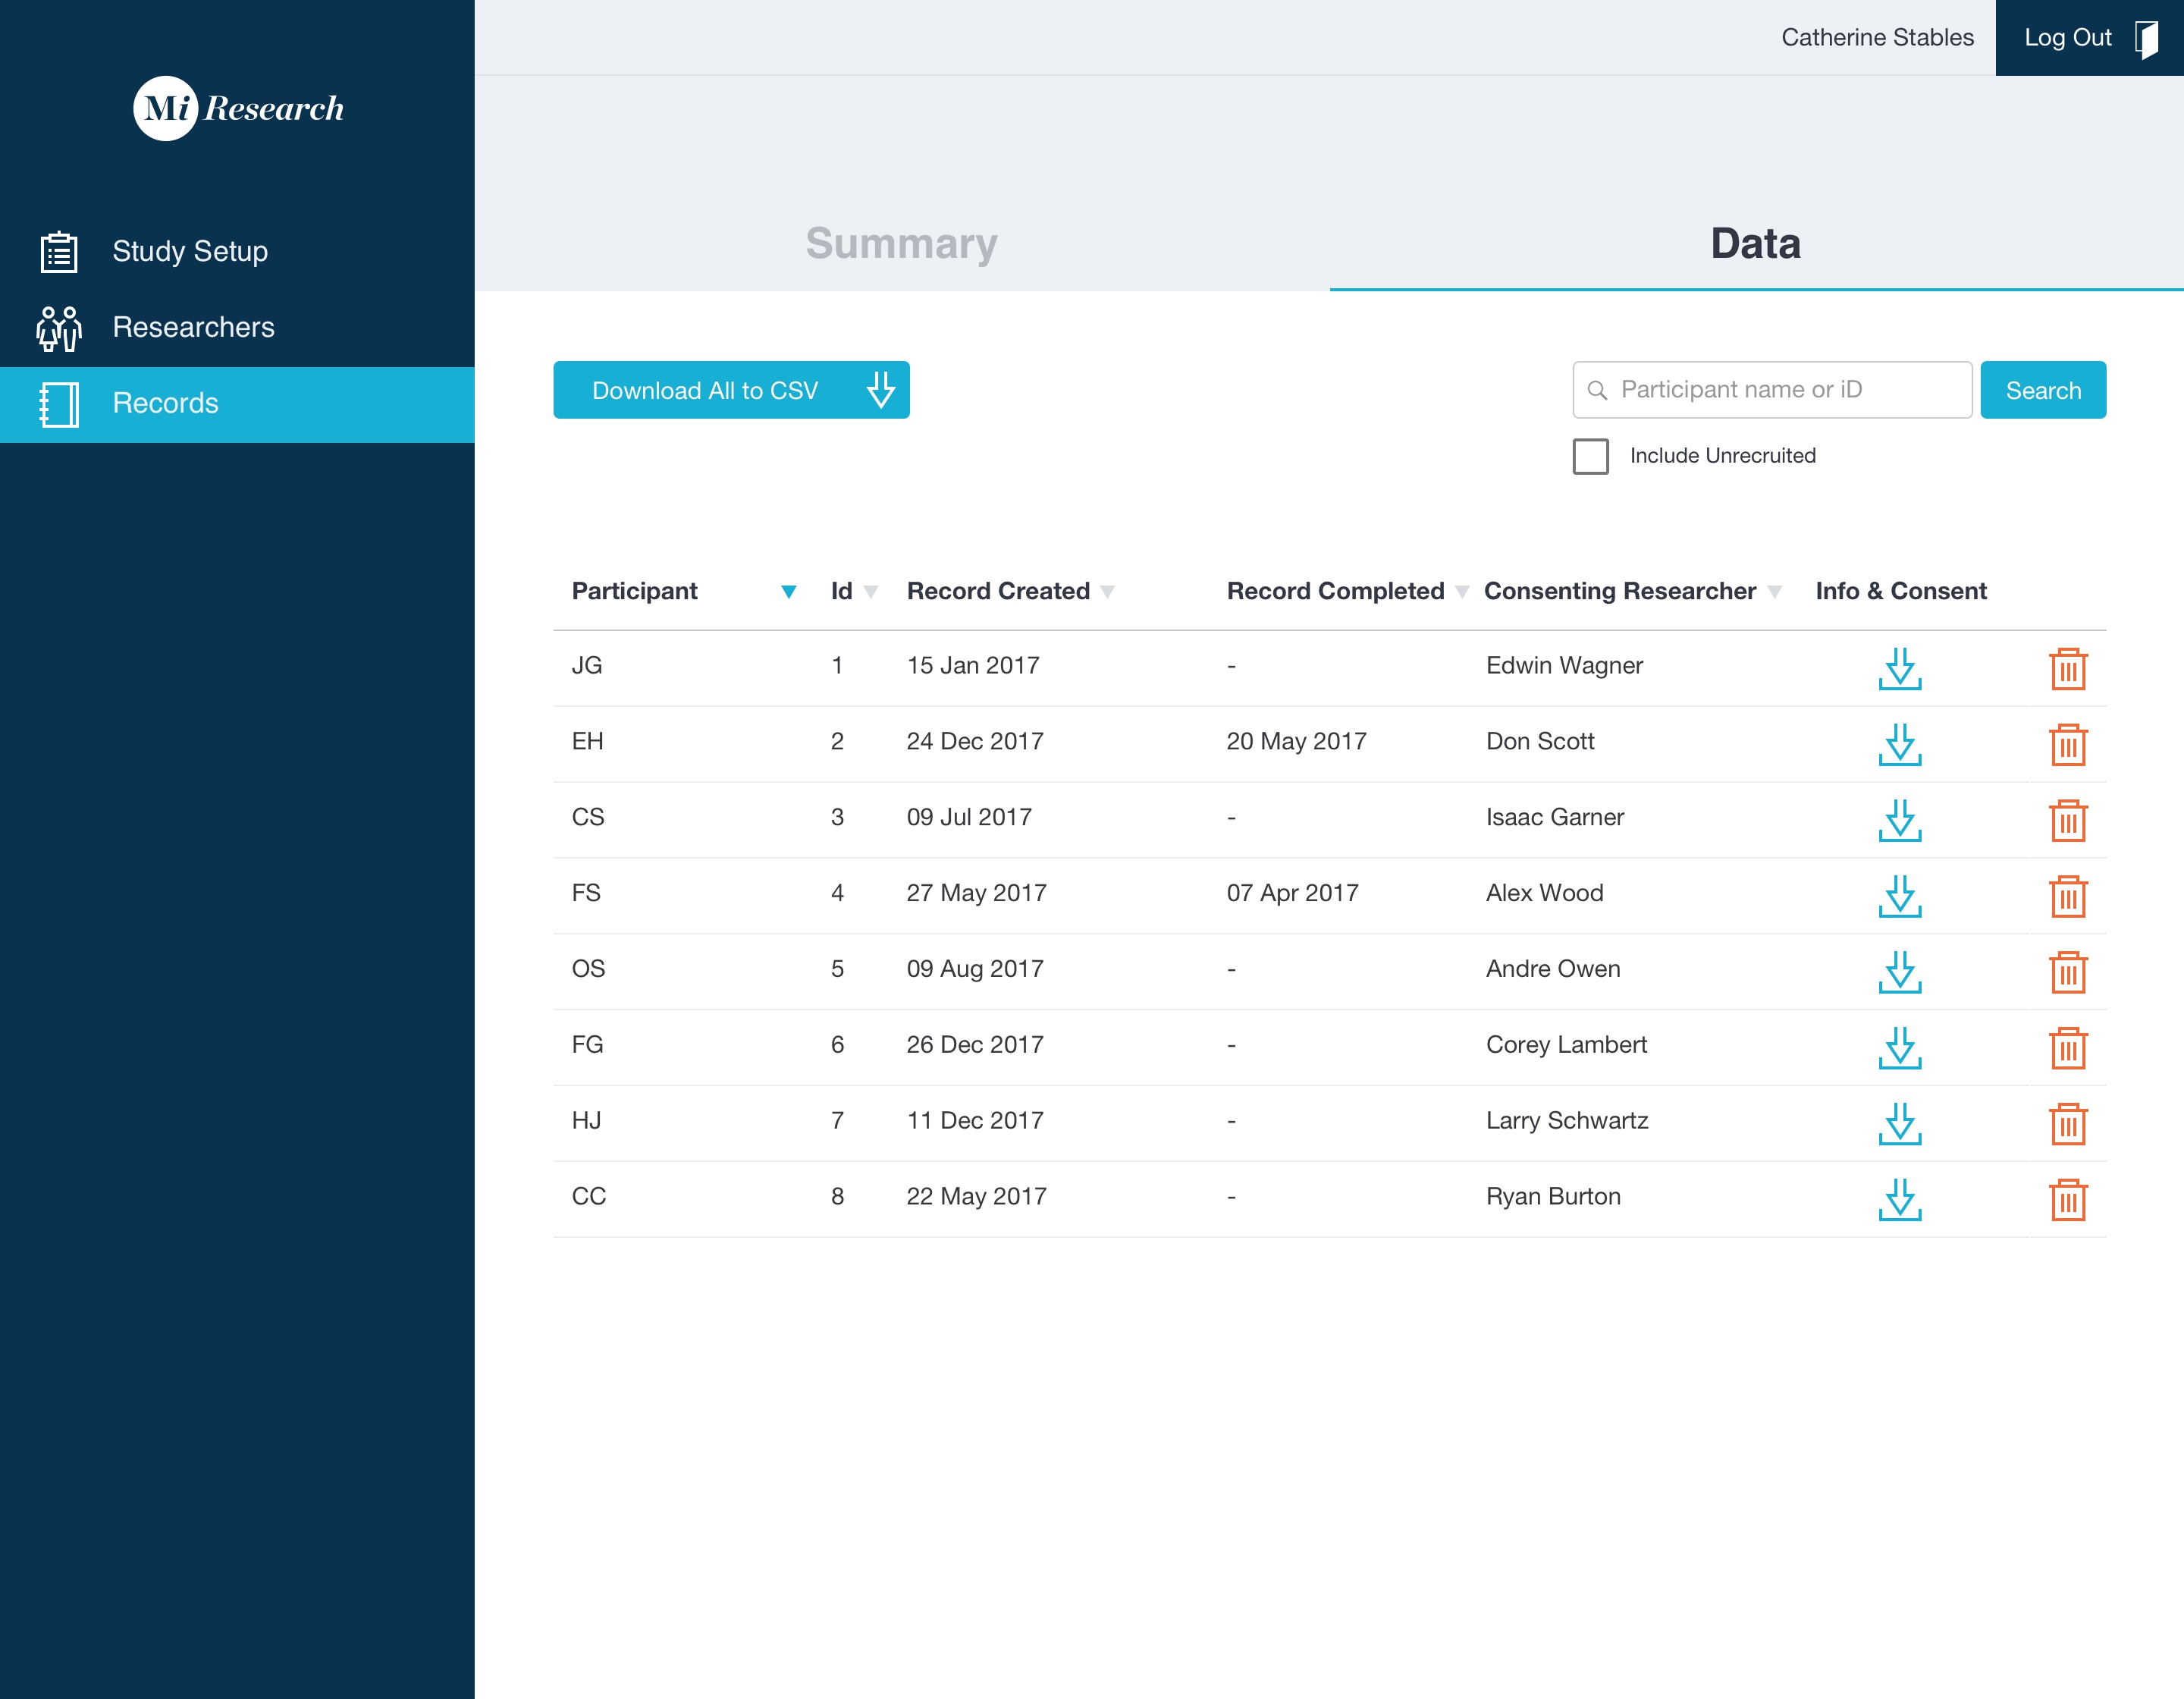 Catherine Stables Log Out
Mi Research
Study Setup
Researchers
Records
Summary Data
Download All to CSV Participant name or iD Search
Include Unrecruited
Participant Id Record Created Record Completed Consenting Researcher Info & Consent
JG 1 15 Jan 2017 - Edwin Wagner
EH 2 24 Dec 2017 20 May 2017 Don Scott
CS 3 09 Jul 2017 - Isaac Garner
FS 4 27 May 2017 07 Apr 2017 Alex Wood
OS 5 09 Aug 2017 - Andre Owen
FG 6 26 Dec 2017 - Corey Lambert
HJ 7 11 Dec 2017 - Larry Schwartz
CC 8 22 May 2017 - Ryan Burton